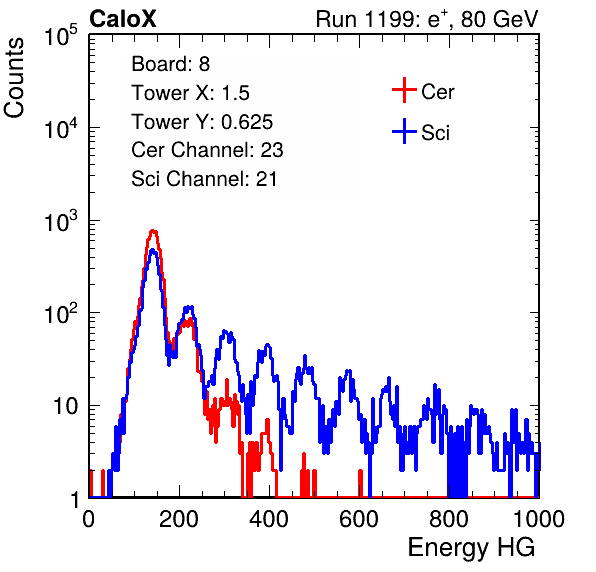 CaloX Run 1199: e⁺, 80 GeV
Counts
Board: 8
Tower X: 1.5
Tower Y: 0.625
Cer Channel: 23
Sci Channel: 21
Cer
Sci
10⁵
10⁴
10³
10²
10
1
0 200 400 600 800 1000
Energy HG